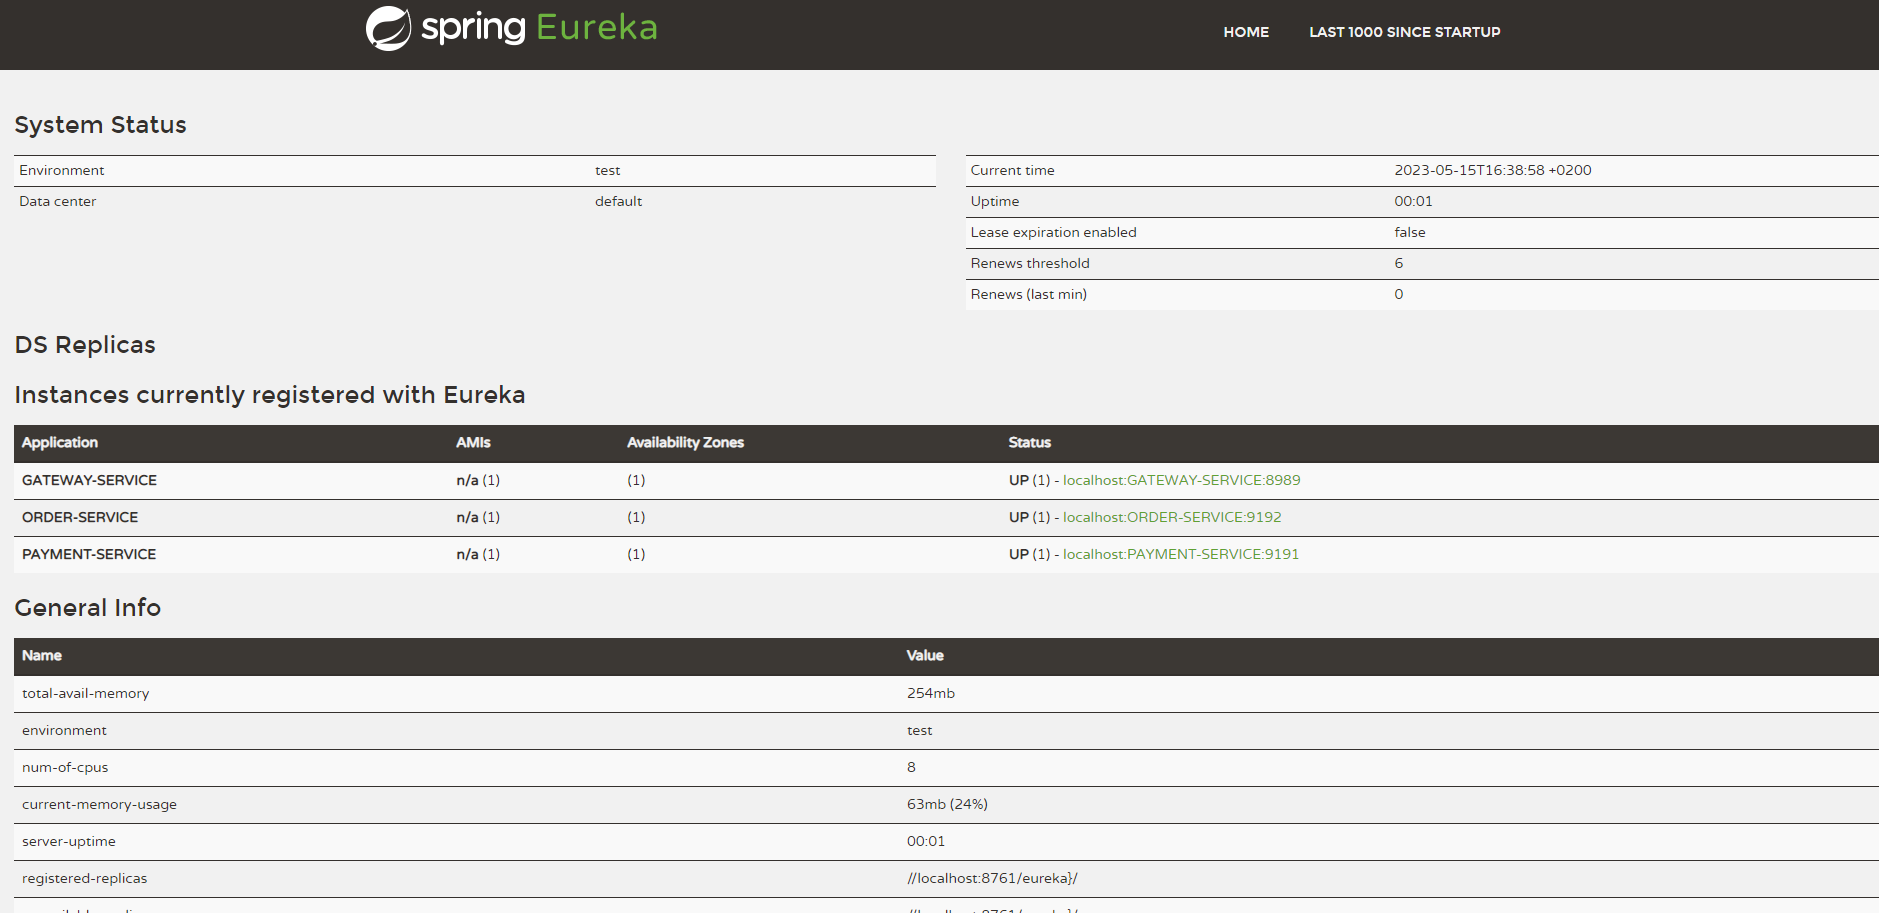 spring Eureka
HOME LAST 1000 SINCE STARTUP
System Status
Environment test
Data center default
Current time 2023-05-15T16:38:58 +0200
Uptime 00:01
Lease expiration enabled false
Renews threshold 6
Renews (last min) 0
DS Replicas
Instances currently registered with Eureka
Application AMIs Availability Zones Status
GATEWAY-SERVICE n/a (1) (1) UP (1) - localhost:GATEWAY-SERVICE:8989
ORDER-SERVICE n/a (1) (1) UP (1) - localhost:ORDER-SERVICE:9192
PAYMENT-SERVICE n/a (1) (1) UP (1) - localhost:PAYMENT-SERVICE:9191
General Info
Name Value
total-avail-memory 254mb
environment test
num-of-cpus 8
current-memory-usage 63mb (24%)
server-uptime 00:01
registered-replicas //localhost:8761/eureka}/